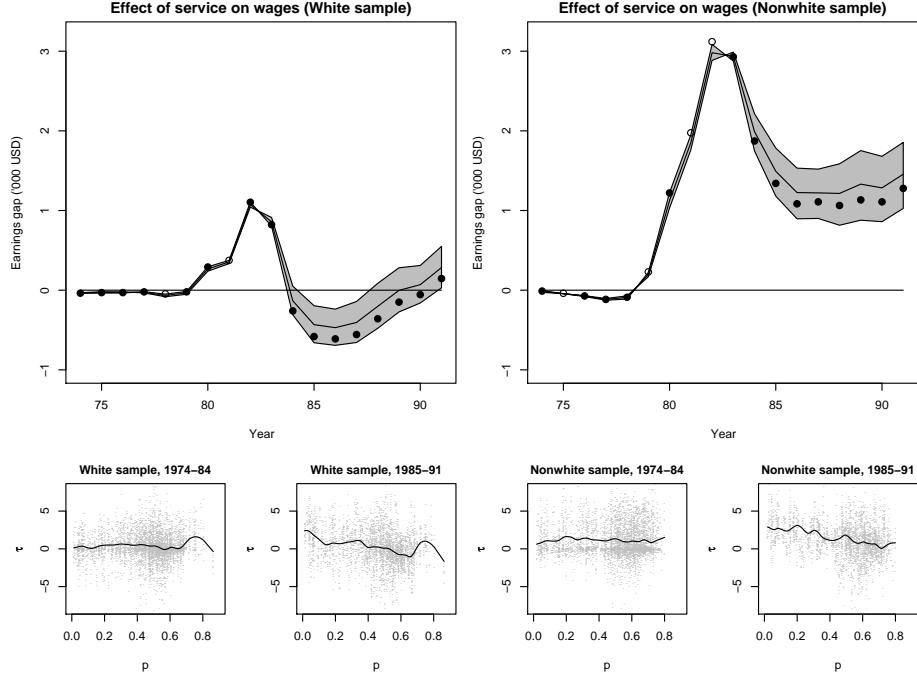 Effect of service on wages (White sample)
Earnings gap ('000 USD)
3
2
1
0
−1
75
80
85
90
Year
Effect of service on wages (Nonwhite sample)
Earnings gap ('000 USD)
3
2
1
0
−1
75
80
85
90
Year
White sample, 1974−84
τ
5
0
−5
0.0 0.2 0.4 0.6 0.8
p
White sample, 1985−91
τ
5
0
−5
0.0 0.2 0.4 0.6 0.8
p
Nonwhite sample, 1974−84
τ
5
0
−5
0.0 0.2 0.4 0.6 0.8
p
Nonwhite sample, 1985−91
τ
5
0
−5
0.0 0.2 0.4 0.6 0.8
p